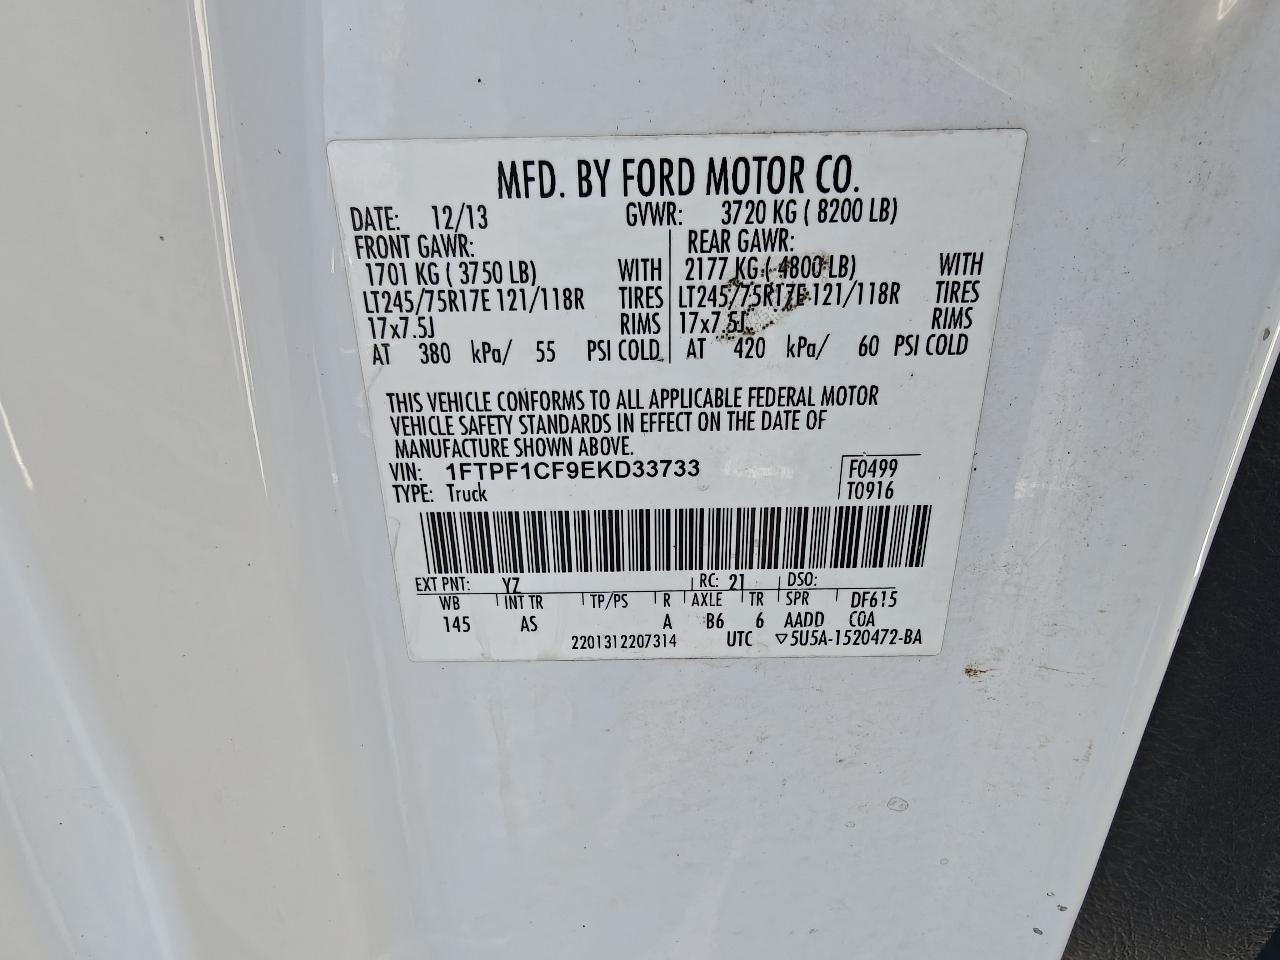 MFD. BY FORD MOTOR CO.
DATE: 12/13 GVWR: 3720 KG ( 8200 LB)
FRONT GAWR: REAR GAWR:
1701 KG ( 3750 LB) WITH 2177 KG ( 4800 LB) WITH
LT245/75R17E 121/118R TIRES LT245/75R17E 121/118R TIRES
17x7.5J RIMS 17x7.5J RIMS
AT 380 kPa/ 55 PSI COLD AT 420 kPa/ 60 PSI COLD
THIS VEHICLE CONFORMS TO ALL APPLICABLE FEDERAL MOTOR
VEHICLE SAFETY STANDARDS IN EFFECT ON THE DATE OF
MANUFACTURE SHOWN ABOVE.
VIN: 1FTPF1CF9EKD33733 F0499
TYPE: Truck T0916
EXT PNT: YZ RC: 21 DSO:
WB INT TR TP/PS R AXLE TR SPR DF615
145 AS A B6 6 AADD COA
2201312207314 UTC ▽5U5A-1520472-BA